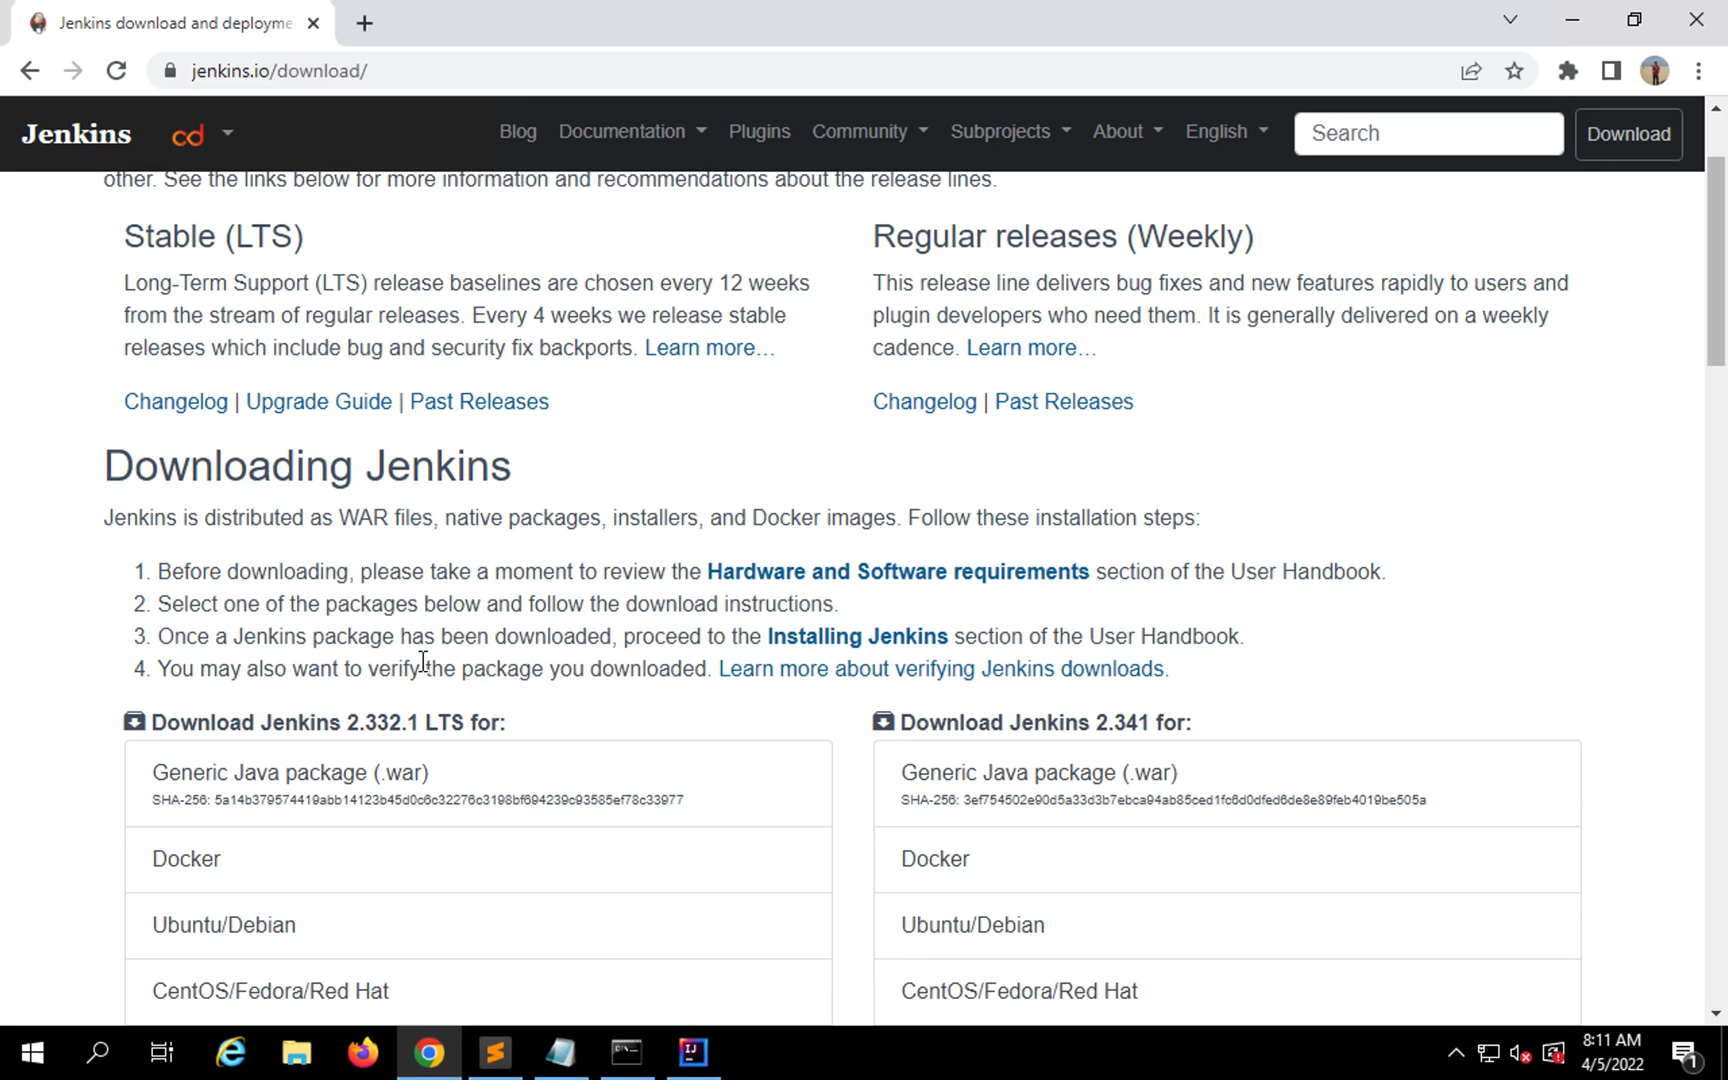 Jenkins download and deployme
jenkins.io/download/
Jenkins cd Blog Documentation Plugins Community Subprojects About English Search Download
other. See the links below for more information and recommendations about the release lines.
Stable (LTS)
Long-Term Support (LTS) release baselines are chosen every 12 weeks
from the stream of regular releases. Every 4 weeks we release stable
releases which include bug and security fix backports. Learn more…
Changelog | Upgrade Guide | Past Releases
Regular releases (Weekly)
This release line delivers bug fixes and new features rapidly to users and
plugin developers who need them. It is generally delivered on a weekly
cadence. Learn more…
Changelog | Past Releases
Downloading Jenkins
Jenkins is distributed as WAR files, native packages, installers, and Docker images. Follow these installation steps:
1. Before downloading, please take a moment to review the Hardware and Software requirements section of the User Handbook.
2. Select one of the packages below and follow the download instructions.
3. Once a Jenkins package has been downloaded, proceed to the Installing Jenkins section of the User Handbook.
4. You may also want to verify the package you downloaded. Learn more about verifying Jenkins downloads.
Download Jenkins 2.332.1 LTS for:
Generic Java package (.war)
SHA-256: 5a14b379574419abb14123b45d0c6c32276c3198bf694239c93585ef78c33977
Docker
Ubuntu/Debian
CentOS/Fedora/Red Hat
Download Jenkins 2.341 for:
Generic Java package (.war)
SHA-256: 3ef754502e90d5a33d3b7ebca94ab85ced1fc6d0dfed6de8e89feb4019be505a
Docker
Ubuntu/Debian
CentOS/Fedora/Red Hat
8:11 AM
4/5/2022
1